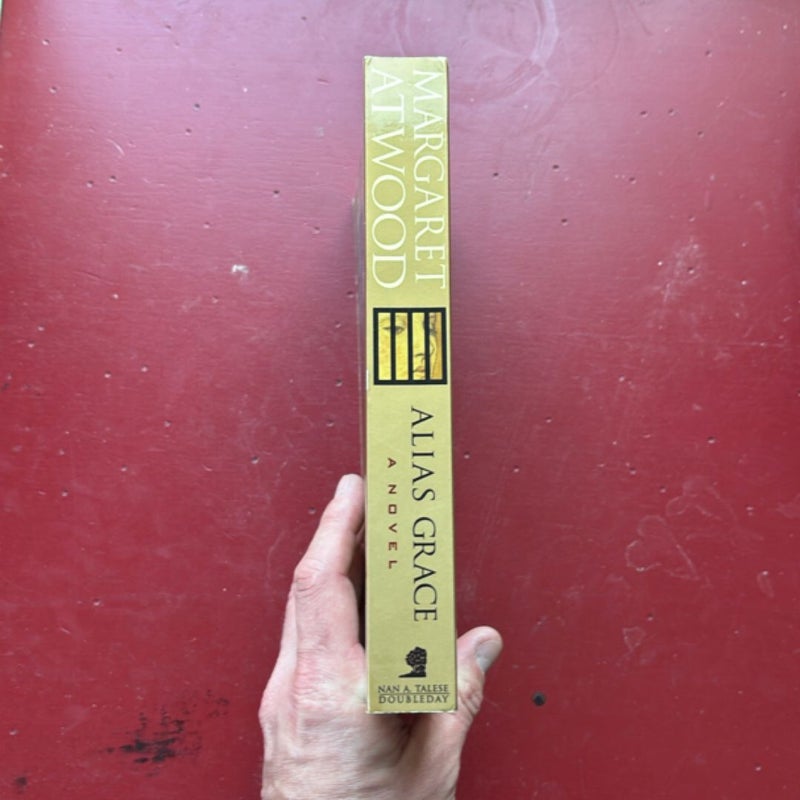 MARGARET
ATWOOD
ALIAS GRACE
A NOVEL
NAN A. TALESE
DOUBLEDAY